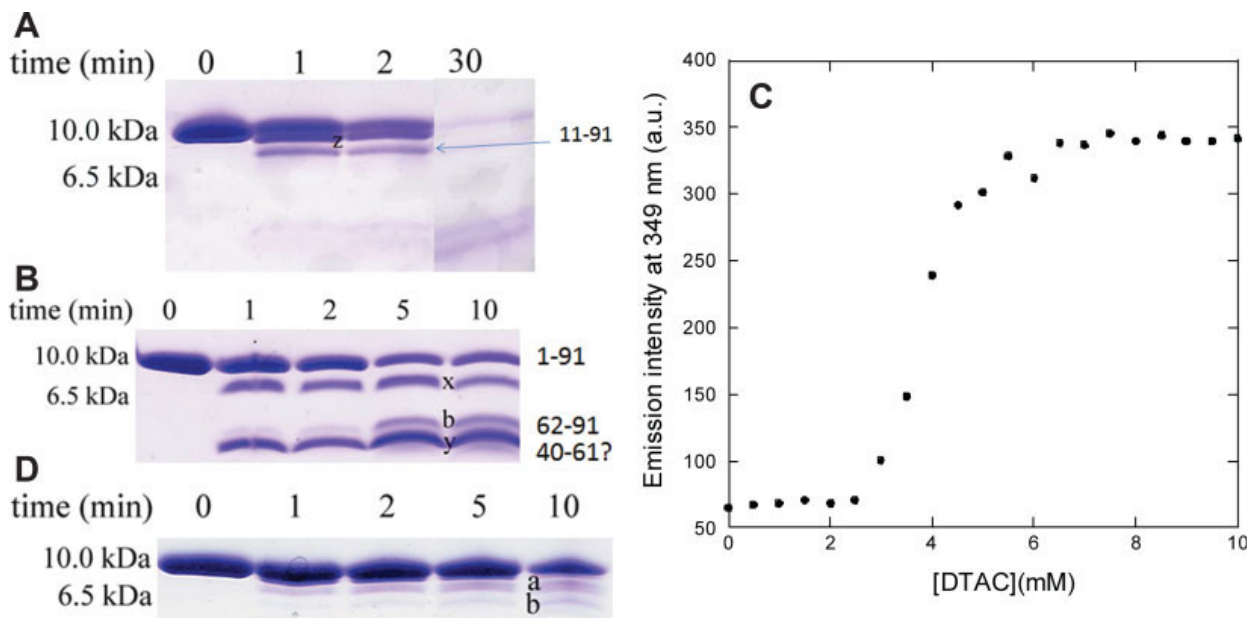 A
time (min) 0 1 2 30
10.0 kDa
z
11-91
6.5 kDa
B
time (min) 0 1 2 5 10
10.0 kDa
1-91
x
6.5 kDa
b
62-91
y
40-61?
D
time (min) 0 1 2 5 10
10.0 kDa
a
6.5 kDa
b
C
Emission intensity at 349 nm (a.u.)
400
350
300
250
200
150
100
50
0 2 4 6 8 10
[DTAC](mM)